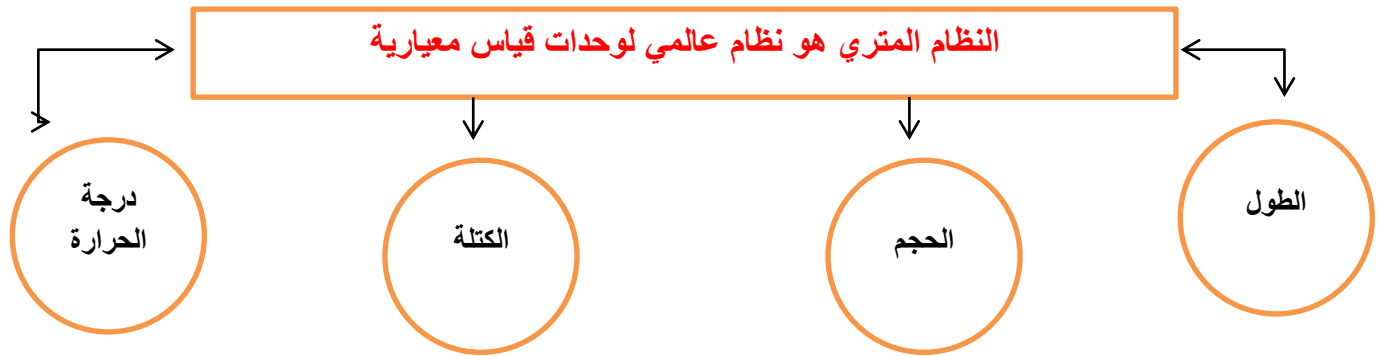 النظام المتري هو نظام عالمي لوحدات قياس معيارية
الطول
الحجم
الكتلة
درجة
الحرارة